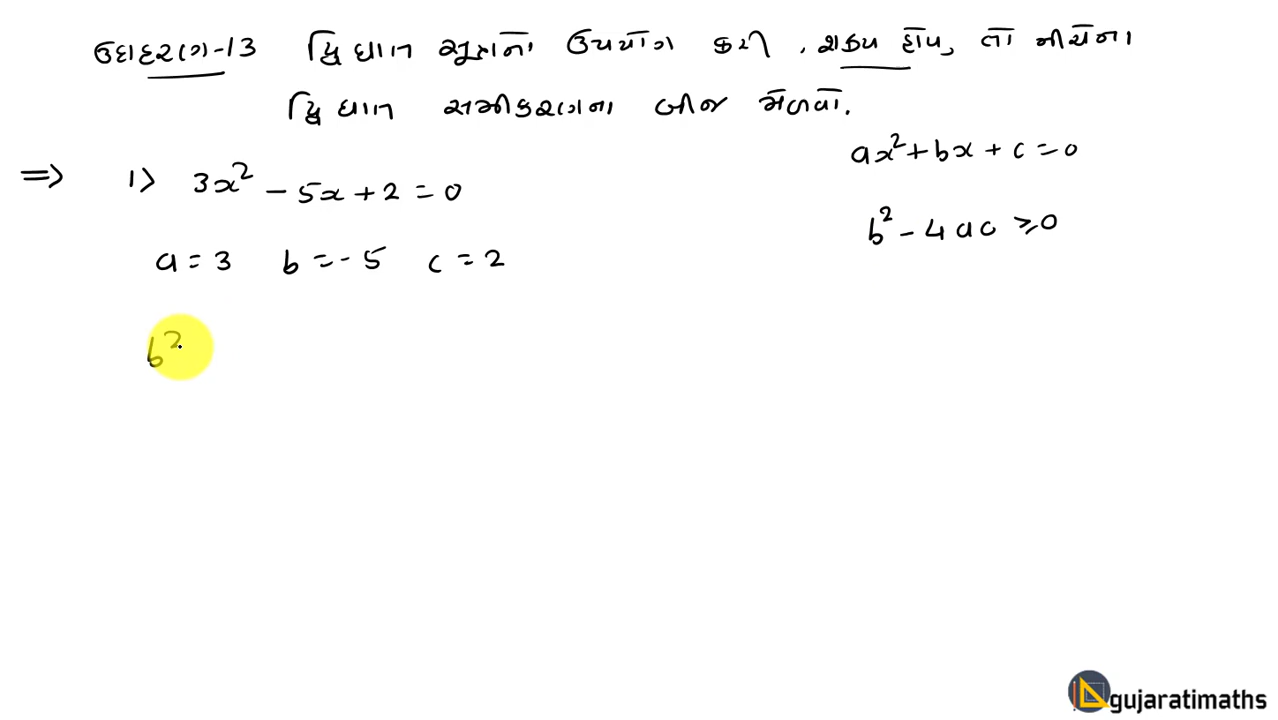 ઉદાહરણ-13 દ્વિઘાત સૂત્રનો ઉપયોગ કરી, શક્ય હોય, તો નીચેના
દ્વિઘાત સમીકરણના બીજ મેળવો.
ax²+bx+c=0
⇒ 1) 3x² - 5x + 2 = 0
b² - 4ac ≥ 0
a = 3 b = -5 c = 2
b²
gujaratimaths